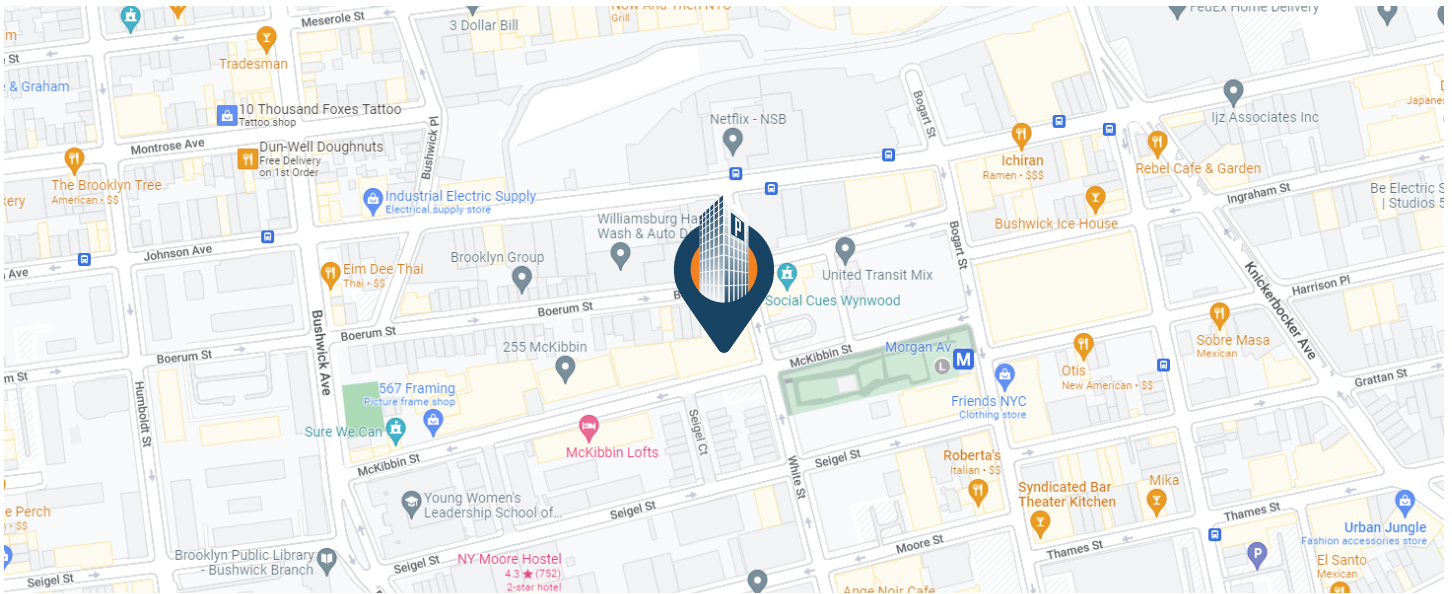 Meserole St
3 Dollar Bill
Now And Then NYC
Grill
FedEx Home Delivery
m
St
Tradesman
e & Graham
10 Thousand Foxes Tattoo
Tattoo shop
Montrose Ave
Bushwick Pl
Netflix - NSB
Bogart St
Ijz Associates Inc
Japanes
Dun-Well Doughnuts
Free Delivery
on 1st Order
Ichiran
Ramen • $$$
Rebel Cafe & Garden
The Brooklyn Tree
American • $$
kery
Industrial Electric Supply
Electrical supply store
Bushwick Ice House
Ingraham St
Be Electric S
| Studios 5
Williamsburg Ha
Wash & Auto D
P
Johnson Ave
n Ave
Brooklyn Group
Eim Dee Thai
Thai • $$
United Transit Mix
Social Cues Wynwood
Bogart St
Knickerbocker Ave
Harrison Pl
Boerum St
Boerum St
B
Boerum St
m St
Bushwick Ave
255 McKibbin
McKibbin St
Morgan Av
M
L
Sobre Masa
Mexican
Otis
New American • $$
Grattan St
567 Framing
Picture frame shop
Friends NYC
Clothing store
Humboldt St
Sure We Can
McKibbin St
McKibbin Lofts
Seigel Ct
White St
Seigel St
Roberta's
Italian • $$
Syndicated Bar
Theater Kitchen
Mika
Young Women's
Leadership School of...
Seigel St
e Perch
• $$
Thames St
Urban Jungle
Fashion accessories store
Moore St
Thames St
P
Brooklyn Public Library
- Bushwick Branch
Seigel St
NY Moore Hostel
4.3 ★ (752)
2-star hotel
Seigel St
El Santo
Mexican
Ange Noir Cafe